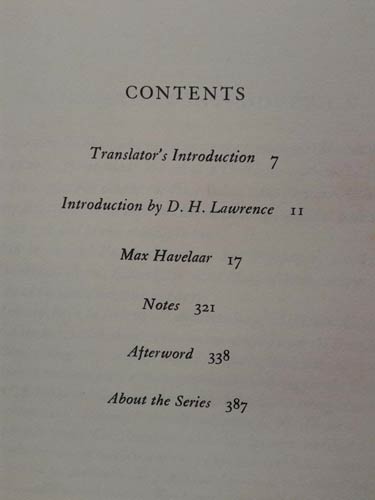 CONTENTS
Translator's Introduction 7
Introduction by D. H. Lawrence 11
Max Havelaar 17
Notes 321
Afterword 338
About the Series 387